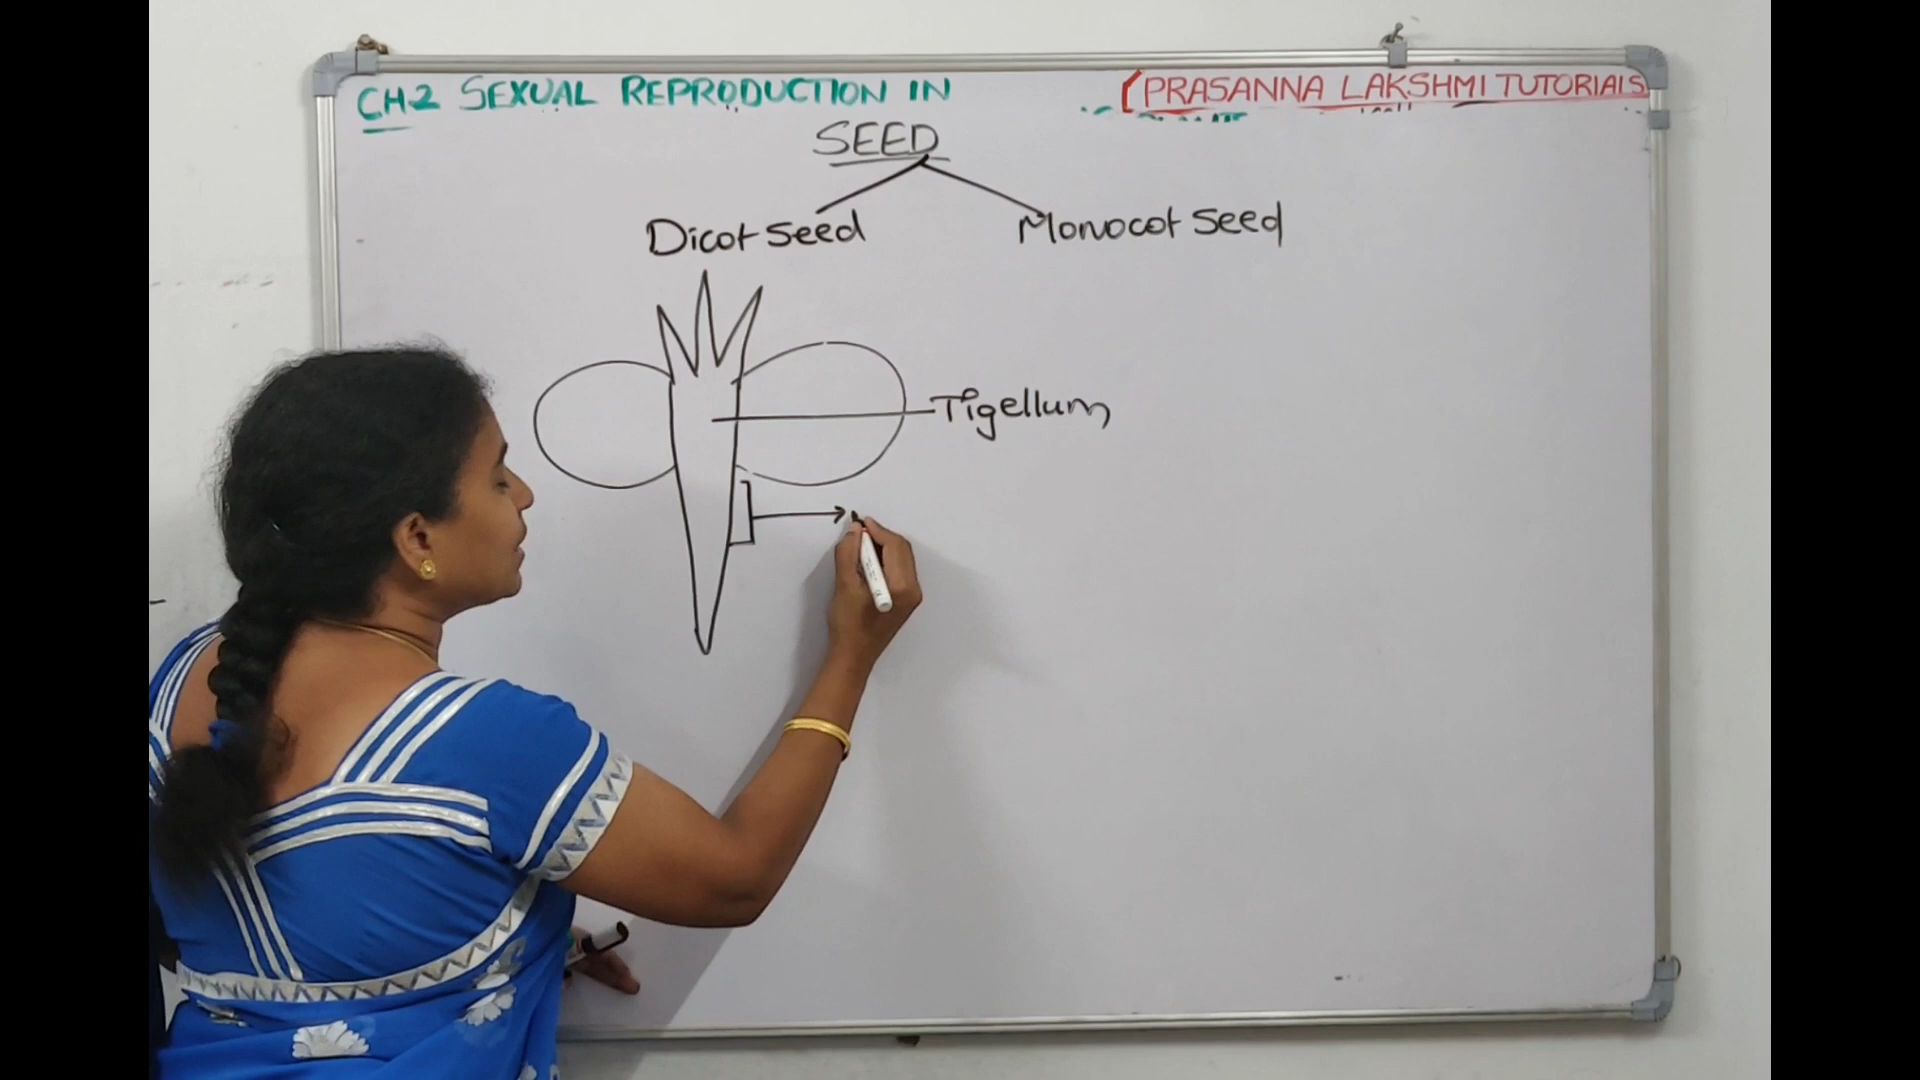 CH2 SEXUAL REPRODUCTION IN
(PRASANNA LAKSHMI TUTORIALS
SEED
Dicot Seed
Monocot Seed
Tigellum